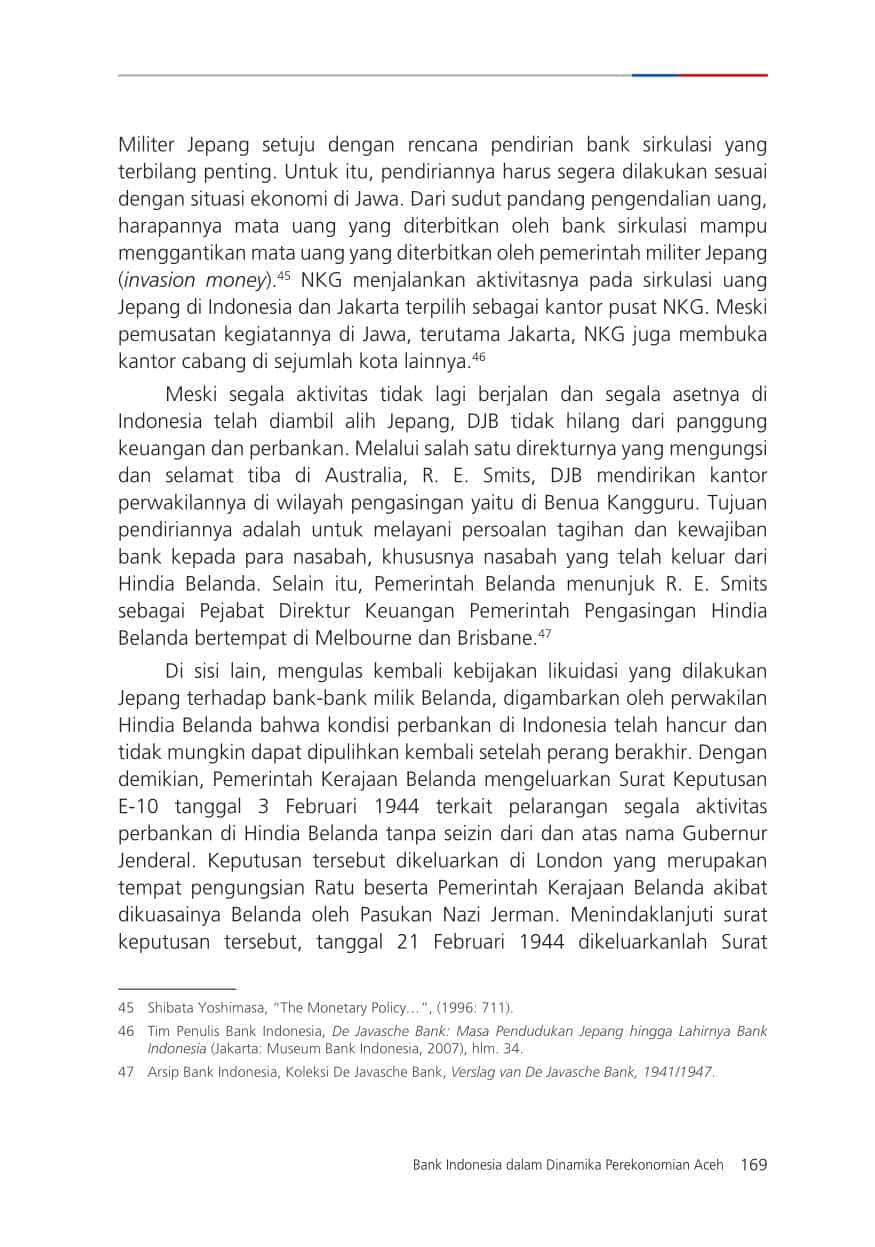 Militer Jepang setuju dengan rencana pendirian bank sirkulasi yang
terbilang penting. Untuk itu, pendiriannya harus segera dilakukan sesuai
dengan situasi ekonomi di Jawa. Dari sudut pandang pengendalian uang,
harapannya mata uang yang diterbitkan oleh bank sirkulasi mampu
menggantikan mata uang yang diterbitkan oleh pemerintah militer Jepang
(invasion money).45 NKG menjalankan aktivitasnya pada sirkulasi uang
Jepang di Indonesia dan Jakarta terpilih sebagai kantor pusat NKG. Meski
pemusatan kegiatannya di Jawa, terutama Jakarta, NKG juga membuka
kantor cabang di sejumlah kota lainnya.46
Meski segala aktivitas tidak lagi berjalan dan segala asetnya di
Indonesia telah diambil alih Jepang, DJB tidak hilang dari panggung
keuangan dan perbankan. Melalui salah satu direkturnya yang mengungsi
dan selamat tiba di Australia, R. E. Smits, DJB mendirikan kantor
perwakilannya di wilayah pengasingan yaitu di Benua Kangguru. Tujuan
pendiriannya adalah untuk melayani persoalan tagihan dan kewajiban
bank kepada para nasabah, khususnya nasabah yang telah keluar dari
Hindia Belanda. Selain itu, Pemerintah Belanda menunjuk R. E. Smits
sebagai Pejabat Direktur Keuangan Pemerintah Pengasingan Hindia
Belanda bertempat di Melbourne dan Brisbane.47
Di sisi lain, mengulas kembali kebijakan likuidasi yang dilakukan
Jepang terhadap bank-bank milik Belanda, digambarkan oleh perwakilan
Hindia Belanda bahwa kondisi perbankan di Indonesia telah hancur dan
tidak mungkin dapat dipulihkan kembali setelah perang berakhir. Dengan
demikian, Pemerintah Kerajaan Belanda mengeluarkan Surat Keputusan
E-10 tanggal 3 Februari 1944 terkait pelarangan segala aktivitas
perbankan di Hindia Belanda tanpa seizin dari dan atas nama Gubernur
Jenderal. Keputusan tersebut dikeluarkan di London yang merupakan
tempat pengungsian Ratu beserta Pemerintah Kerajaan Belanda akibat
dikuasainya Belanda oleh Pasukan Nazi Jerman. Menindaklanjuti surat
keputusan tersebut, tanggal 21 Februari 1944 dikeluarkanlah Surat
45 Shibata Yoshimasa, “The Monetary Policy…”, (1996: 711).
46 Tim Penulis Bank Indonesia, De Javasche Bank: Masa Pendudukan Jepang hingga Lahirnya Bank
Indonesia (Jakarta: Museum Bank Indonesia, 2007), hlm. 34.
47 Arsip Bank Indonesia, Koleksi De Javasche Bank, Verslag van De Javasche Bank, 1941/1947.
Bank Indonesia dalam Dinamika Perekonomian Aceh 169